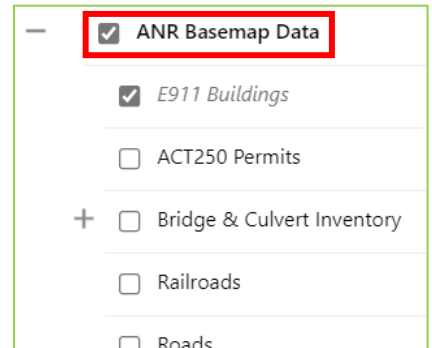 ANR Basemap Data
E911 Buildings
ACT250 Permits
Bridge & Culvert Inventory
Railroads
Roads